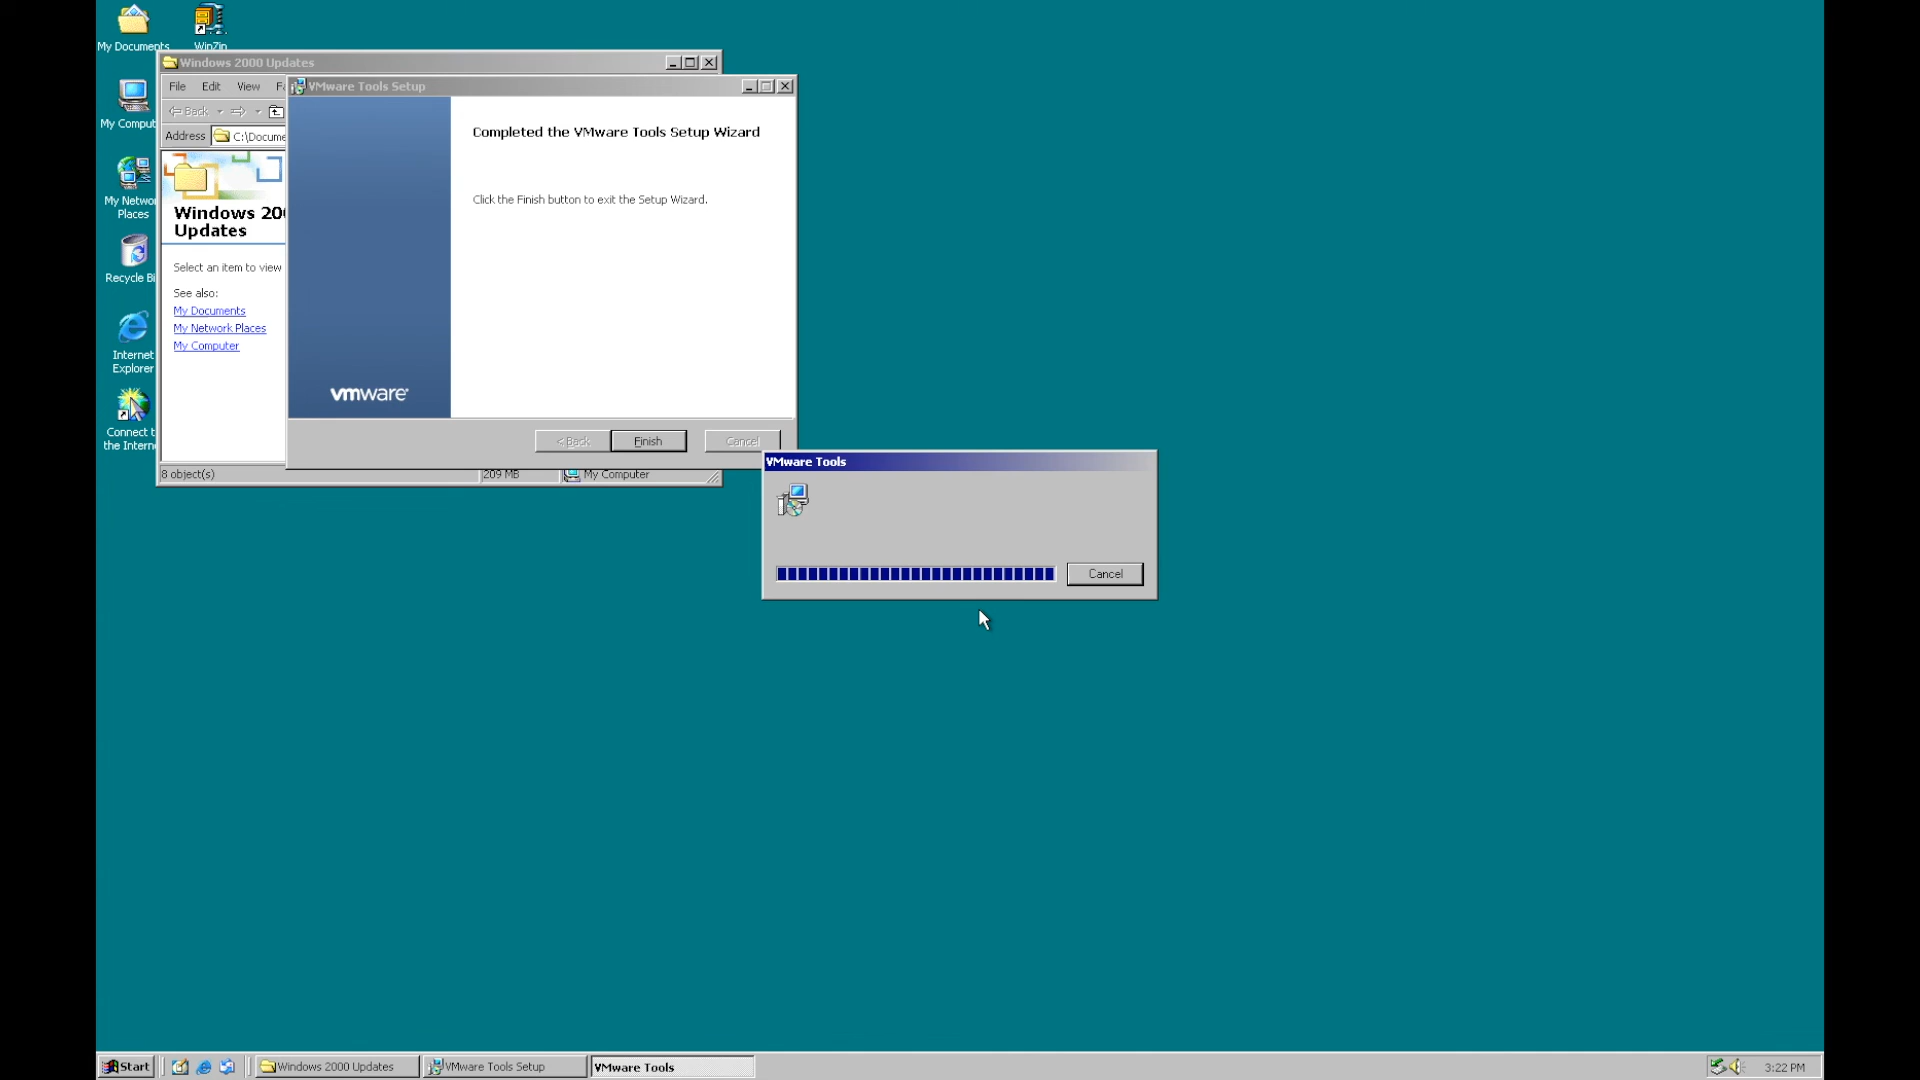 My Documents
WinZip
My Comput
My Networ
Places
Recycle Bi
Internet
Explorer
Connect t
the Intern
Windows 2000 Updates
File Edit View F
Back
Address C:\Docume
Windows 200
Updates
Select an item to view
See also:
My Documents
My Network Places
My Computer
8 object(s)
209 MB
My Computer
VMware Tools Setup
Completed the VMware Tools Setup Wizard
Click the Finish button to exit the Setup Wizard.
vmware
< Back
Finish
Cancel
VMware Tools
Cancel
Start
Windows 2000 Updates
VMware Tools Setup
VMware Tools
3:22 PM